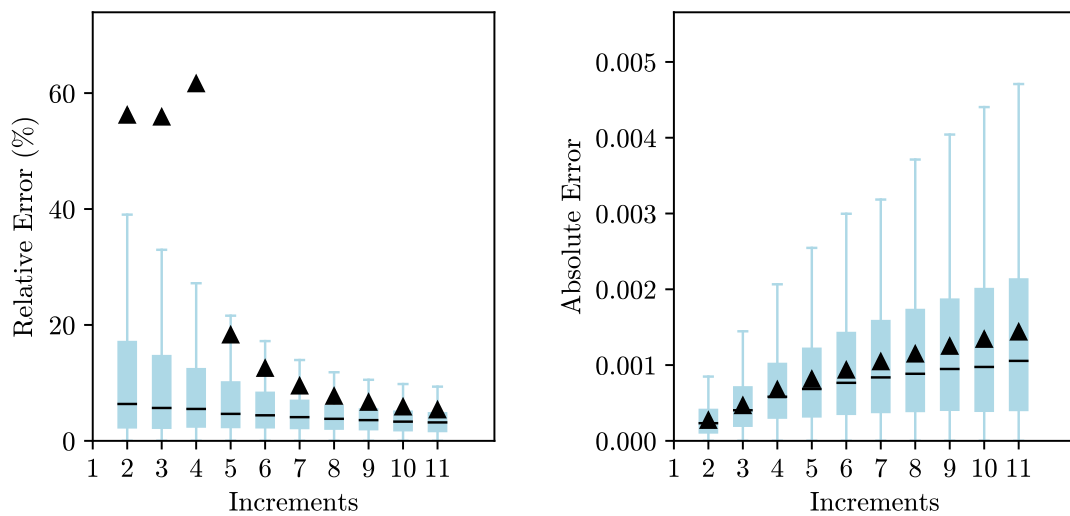 Relative Error (%)
60
40
20
0
1 2 3 4 5 6 7 8 9 10 11
Increments
Absolute Error
0.005
0.004
0.003
0.002
0.001
0.000
1 2 3 4 5 6 7 8 9 10 11
Increments